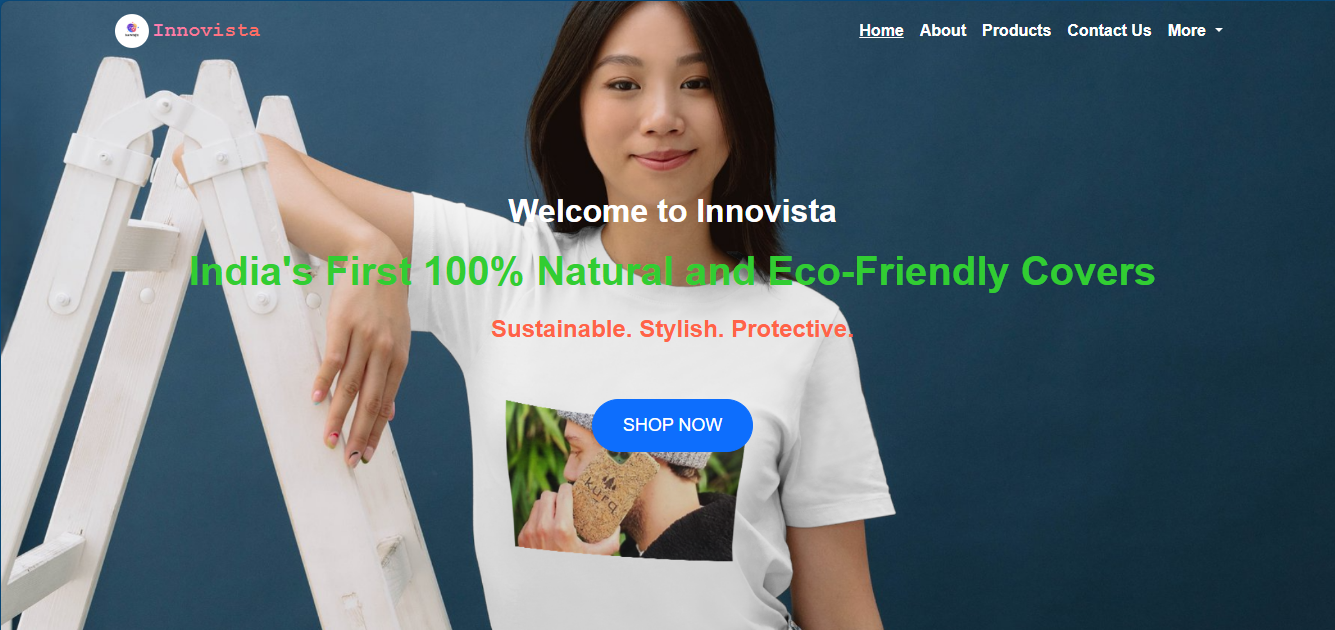 Innovista
Home About Products Contact Us More
Welcome to Innovista
India's First 100% Natural and Eco-Friendly Covers
Sustainable. Stylish. Protective.
SHOP NOW
kurq